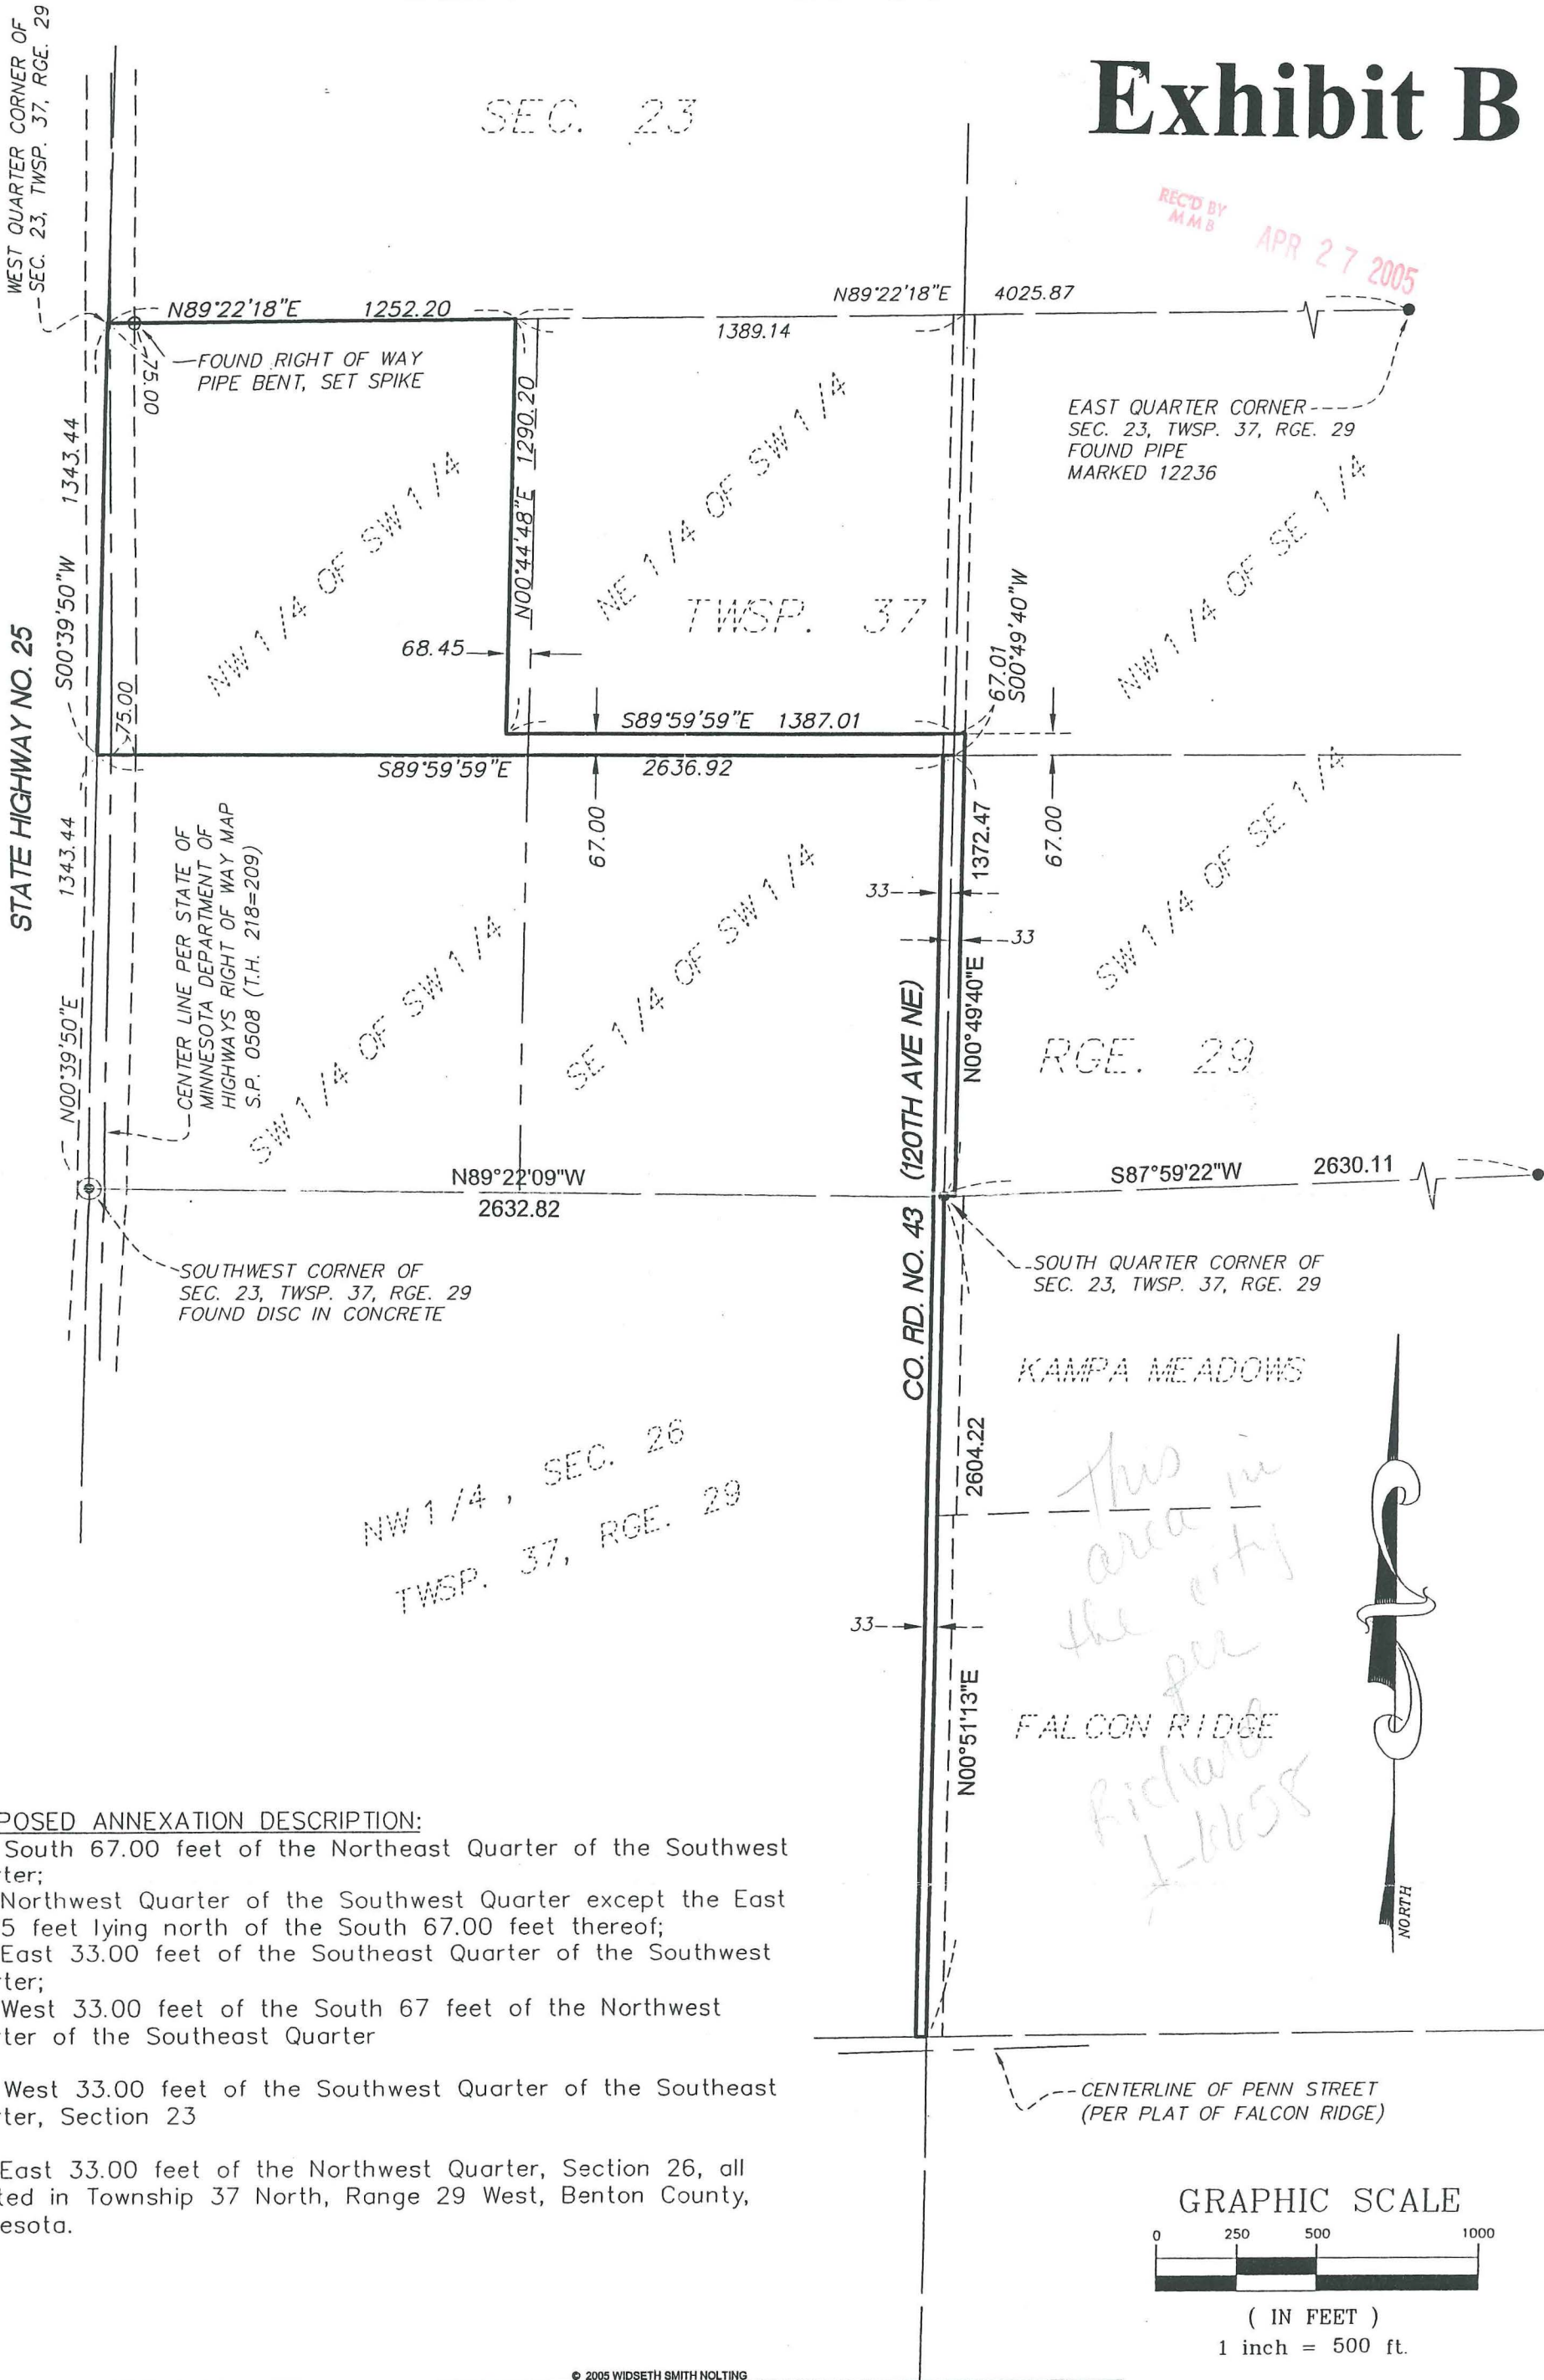 Exhibit B
WEST QUARTER CORNER OF
SEC. 23, TWSP. 37, RGE. 29
SEC. 23
REC'D BY
MMB
APR 27 2005
N89°22'18"E 1252.20
N89°22'18"E 4025.87
1389.14
FOUND RIGHT OF WAY
PIPE BENT, SET SPIKE
75.00
EAST QUARTER CORNER
SEC. 23, TWSP. 37, RGE. 29
FOUND PIPE
MARKED 12236
1343.44
S00°39'50"W
NW 1/4 OF SW 1/4
N00°44'48"E 1290.20
NE 1/4 OF SW 1/4
NW 1/4 OF SE 1/4
TWSP. 37
68.45
67.01
S00°49'40"W
STATE HIGHWAY NO. 25
75.00
S89°59'59"E 1387.01
S89°59'59"E 2636.92
67.00
67.00
1372.47
1343.44
N00°39'50"E
CENTER LINE PER STATE OF
MINNESOTA DEPARTMENT OF
HIGHWAYS RIGHT OF WAY MAP
S.P. 0508 (T.H. 218=209)
33
33
SW 1/4 OF SW 1/4
SE 1/4 OF SW 1/4
SW 1/4 OF SE 1/4
N00°49'40"E
RGE. 29
CO. RD. NO. 43 (120TH AVE NE)
N89°22'09"W
2632.82
S87°59'22"W 2630.11
SOUTHWEST CORNER OF
SEC. 23, TWSP. 37, RGE. 29
FOUND DISC IN CONCRETE
SOUTH QUARTER CORNER OF
SEC. 23, TWSP. 37, RGE. 29
KAMPA MEADOWS
2604.22
NW 1/4, SEC. 26
TWSP. 37, RGE. 29
This
area in
the city
per
Richard
33
N00°51'13"E
FALCON RIDGE
NORTH
POSED ANNEXATION DESCRIPTION:
South 67.00 feet of the Northeast Quarter of the Southwest
ter;
Northwest Quarter of the Southwest Quarter except the East
5 feet lying north of the South 67.00 feet thereof;
East 33.00 feet of the Southeast Quarter of the Southwest
ter;
West 33.00 feet of the South 67 feet of the Northwest
ter of the Southeast Quarter
West 33.00 feet of the Southwest Quarter of the Southeast
ter, Section 23
East 33.00 feet of the Northwest Quarter, Section 26, all
ted in Township 37 North, Range 29 West, Benton County,
esota.
CENTERLINE OF PENN STREET
(PER PLAT OF FALCON RIDGE)
GRAPHIC SCALE
0 250 500 1000
( IN FEET )
1 inch = 500 ft.
© 2005 WIDSETH SMITH NOLTING